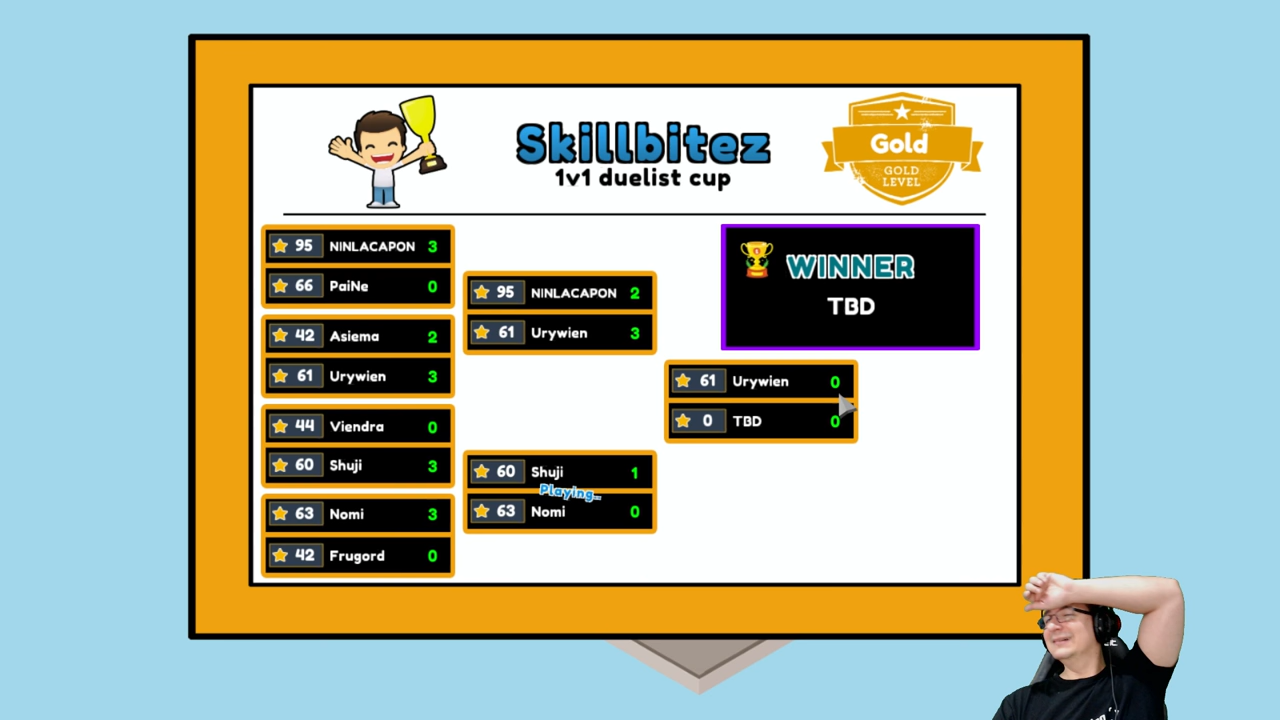 Skillbitez
1v1 duelist cup
Gold
GOLD
LEVEL
95 NINLACAPON 3
66 PaiNe 0
42 Asiema 2
61 Urywien 3
44 Viendra 0
60 Shuji 3
63 Nomi 3
42 Frugord 0
95 NINLACAPON 2
61 Urywien 3
60 Shuji 1
Playing..
63 Nomi 0
61 Urywien 0
0 TBD 0
WINNER
TBD